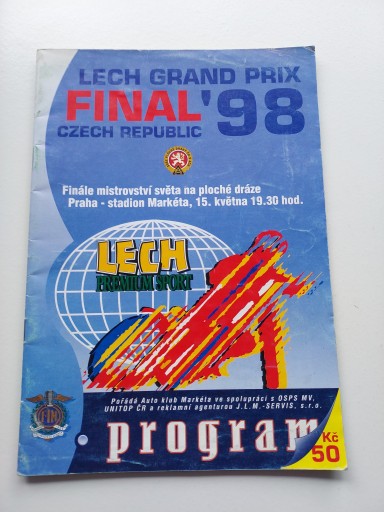 LECH GRAND PRIX
FINAL '98
CZECH REPUBLIC
Finále mistrovství světa na ploché dráze
Praha - stadion Markéta, 15. května 19.30 hod.
LECH
PREMIUM SPORT
Pořádá Auto klub Markéta ve spolupráci s OSPS MV,
UNITOP ČR a reklamní agenturou J.L.M.-SERVIS, s.r.o.
FIM
program
Kč
50